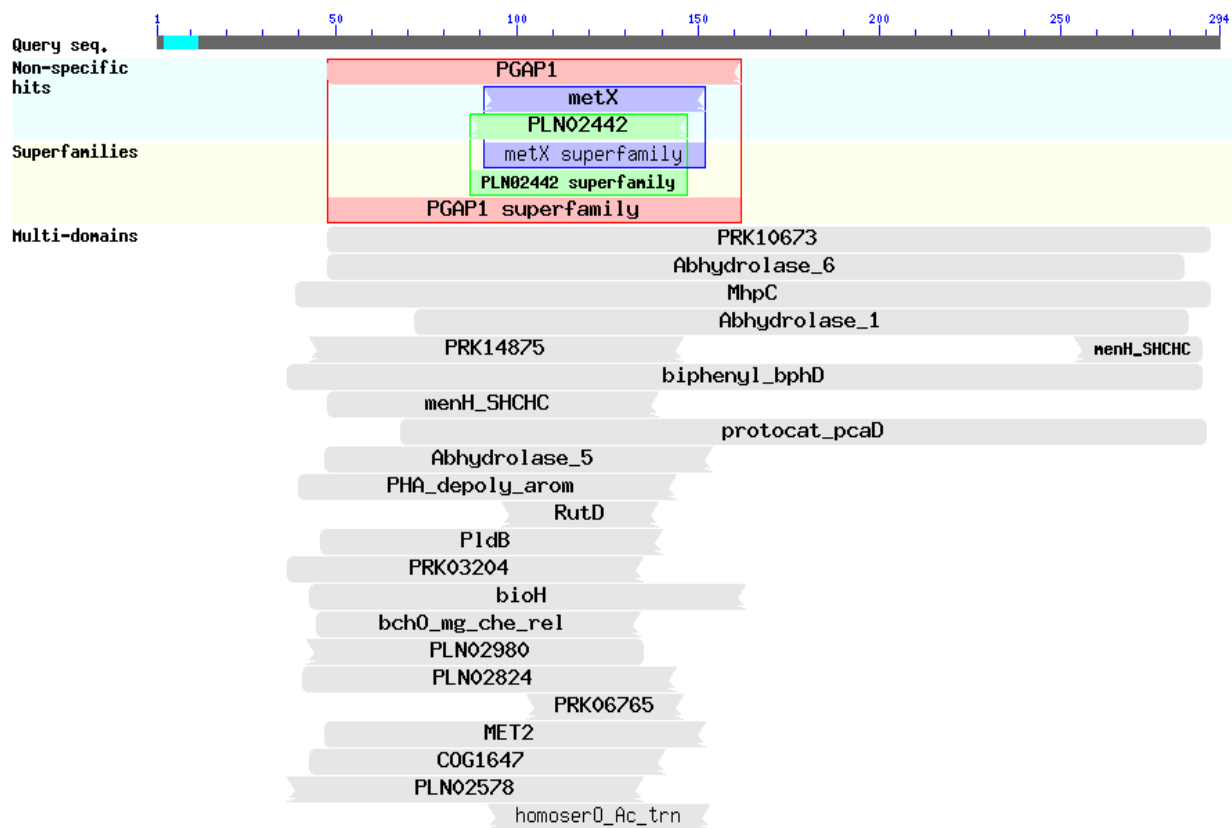 1 50 100 150 200 250 294
Query seq.
Non-specific
hits
PGAP1
metX
PLN02442
Superfamilies
metX superfamily
PLN02442 superfamily
PGAP1 superfamily
Multi-domains
PRK10673
Abhydrolase_6
MhpC
Abhydrolase_1
PRK14875 menH_SHCHC
biphenyl_bphD
menH_SHCHC
protocat_pcaD
Abhydrolase_5
PHA_depoly_arom
RutD
PldB
PRK03204
bioH
bchO_mg_che_rel
PLN02980
PLN02824
PRK06765
MET2
COG1647
PLN02578
homoserO_Ac_trn